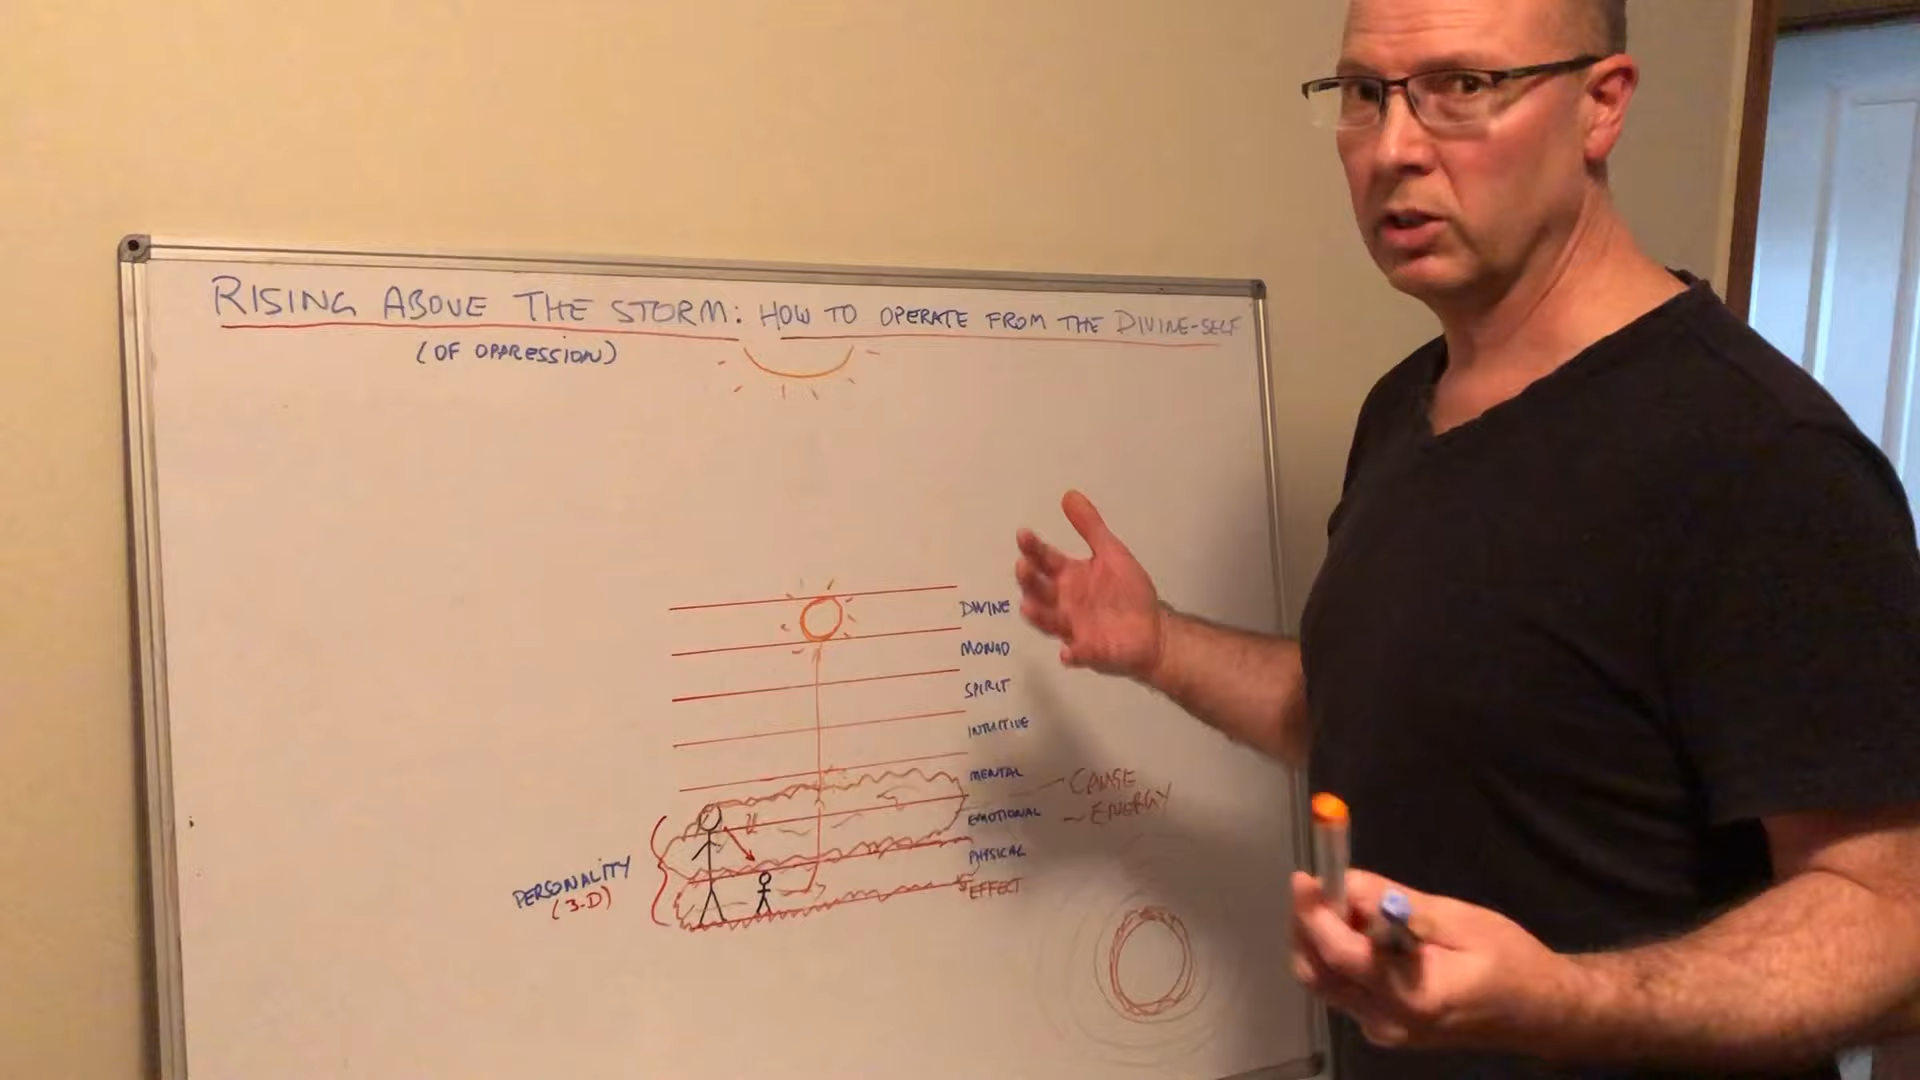 RISING ABOVE THE STORM: HOW TO OPERATE FROM THE DIVINE-SELF
(OF OPPRESSION)
DIVINE
MONAD
SPIRIT
INTUITIVE
MENTAL
CAUSE
EMOTIONAL ~ ENERGY
PHYSICAL
PERSONALITY
(3-D)
EFFECT